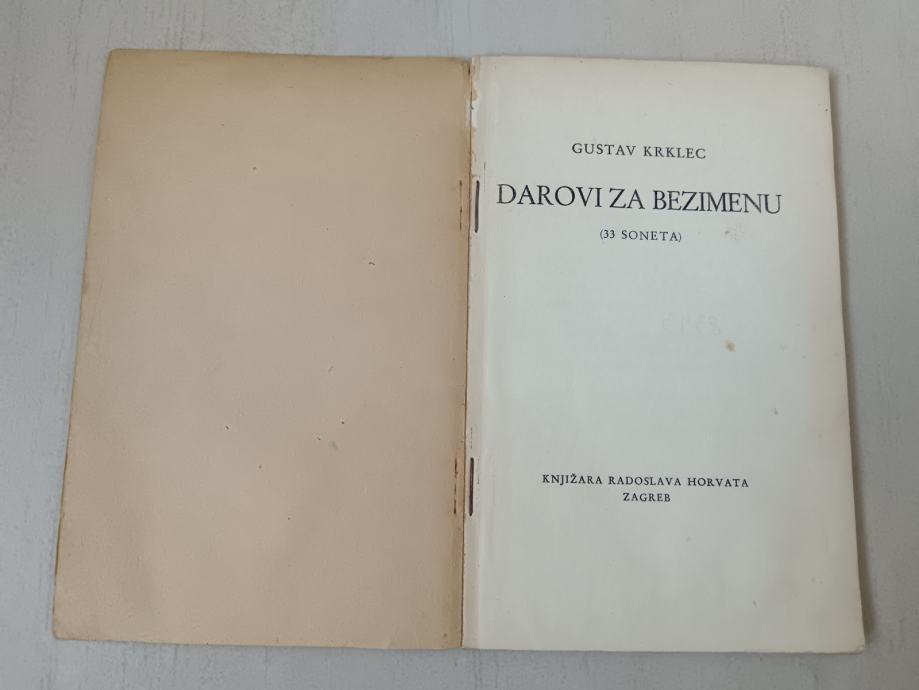 GUSTAV KRKLEC
DAROVI ZA BEZIMENU
(33 SONETA)
KNJIŽARA RADOSLAVA HORVATA
ZAGREB